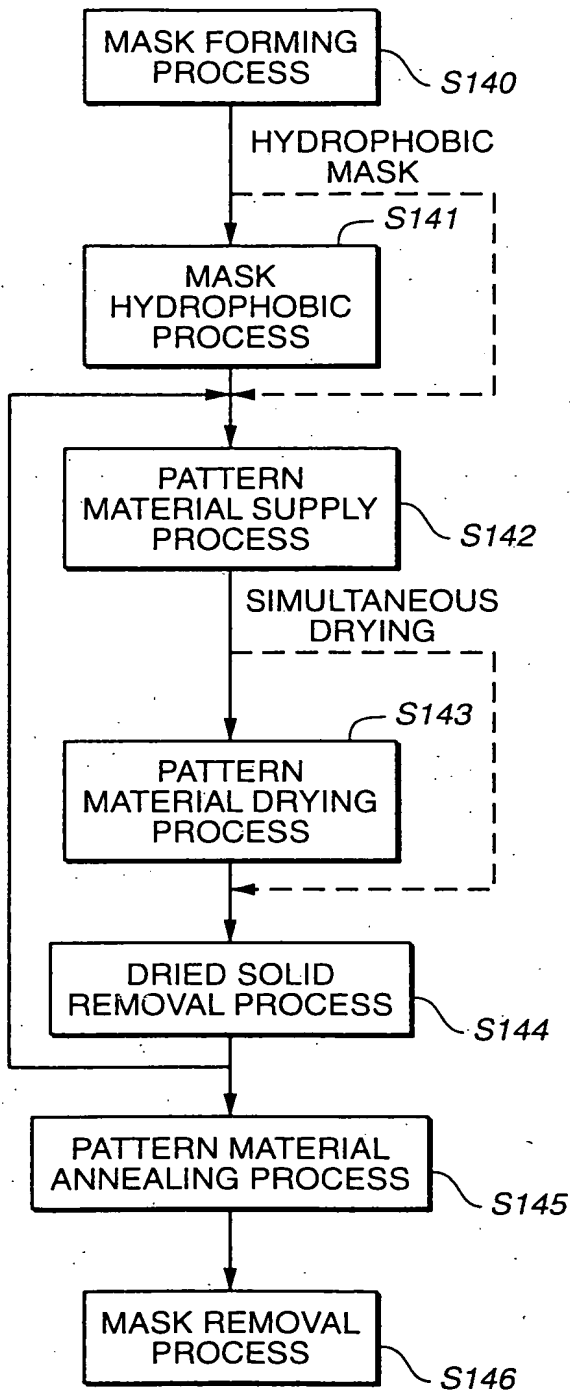 MASK FORMING
PROCESS
S140
HYDROPHOBIC
MASK
S141
MASK
HYDROPHOBIC
PROCESS
PATTERN
MATERIAL SUPPLY
PROCESS
S142
SIMULTANEOUS
DRYING
S143
PATTERN
MATERIAL DRYING
PROCESS
DRIED SOLID
REMOVAL PROCESS
S144
PATTERN MATERIAL
ANNEALING PROCESS
S145
MASK REMOVAL
PROCESS
S146